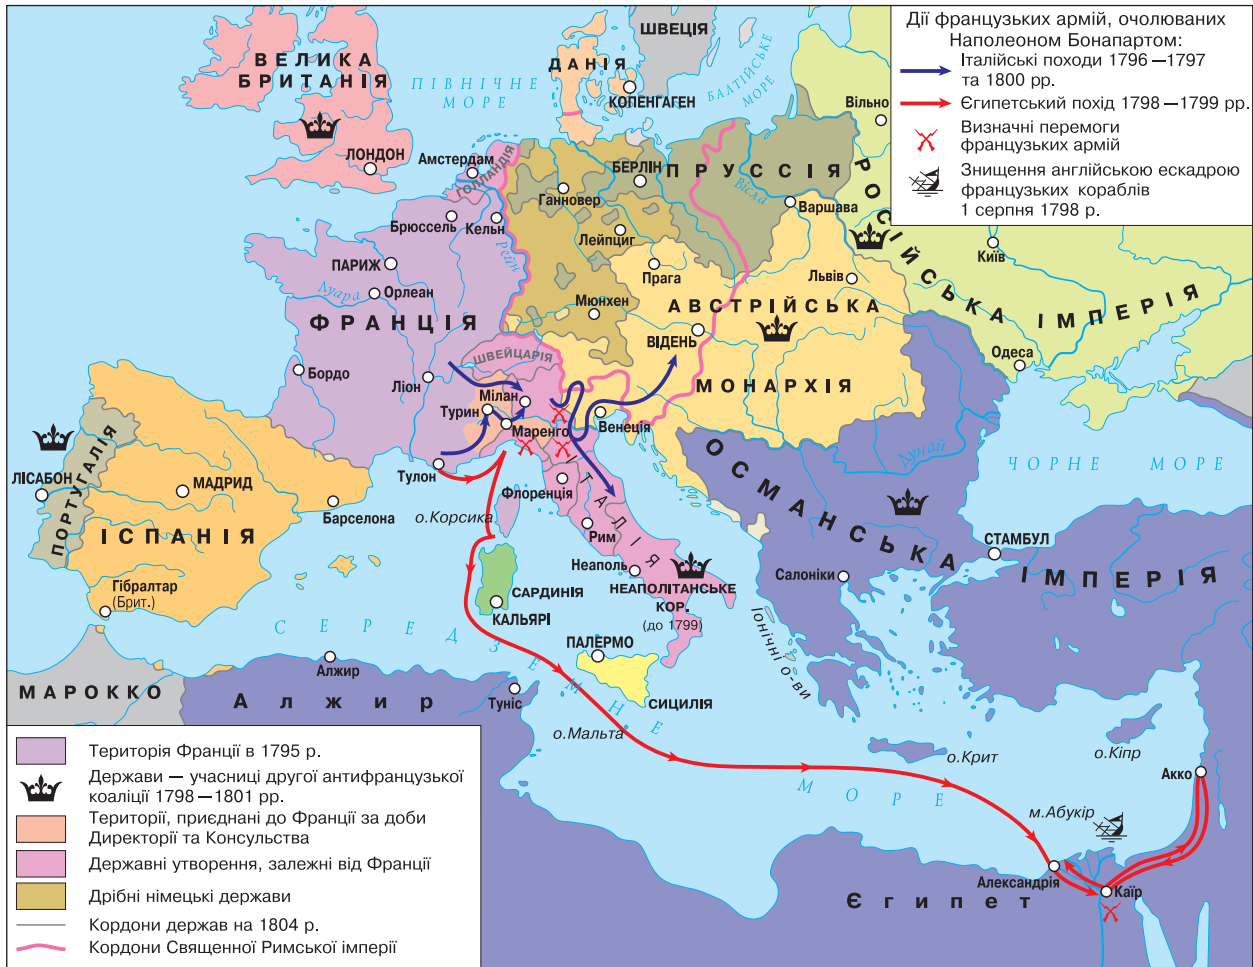 Дії французьких армій, очолюваних
Наполеоном Бонапартом:
Італійські походи 1796—1797
та 1800 рр.
Єгипетський похід 1798—1799 рр.
Визначні перемоги
французьких армій
Знищення англійською ескадрою
французьких кораблів
1 серпня 1798 р.
ШВЕЦІЯ
ВЕЛИКА
БРИТАНІЯ
ДАНІЯ
ПІВНІЧНЕ
МОРЕ
БАЛТІЙСЬКЕ
МОРЕ
КОПЕНГАГЕН
Вільно
ЛОНДОН
Амстердам
ГОЛЛАНДІЯ
БЕРЛІН
ПРУССІЯ
Вісла
РОСІЙСЬКА ІМПЕРІЯ
Ганновер
Варшава
Брюссель
Кельн
Рейн
Лейпциг
Київ
ПАРИЖ
Прага
Львів
Луара
Орлеан
Мюнхен
АВСТРІЙСЬКА
МОНАРХІЯ
ФРАНЦІЯ
ВІДЕНЬ
ШВЕЙЦАРІЯ
Одеса
Бордо
Ліон
Мілан
Турин
Маренго
Венеція
ПОРТУГАЛІЯ
ЛІСАБОН
МАДРИД
Тулон
ІТАЛІЯ
ОСМАНСЬКА ІМПЕРІЯ
Дунай
ЧОРНЕ МОРЕ
Флоренція
Барселона
о.Корсика
ІСПАНІЯ
Рим
СТАМБУЛ
Неаполь
Салоніки
Гібралтар
(Брит.)
САРДИНІЯ
НЕАПОЛІТАНСЬКЕ
КОР.
(до 1799)
КАЛЬЯРІ
СЕРЕДЗЕМНЕ
МОРЕ
ПАЛЕРМО
Іонічні о-ви
МАРОККО
Алжир
Алжир
Туніс
СИЦИЛІЯ
о.Мальта
о.Крит
о.Кіпр
Акко
м.Абукір
Александрія
Каїр
Єгипет
Територія Франції в 1795 р.
Держави — учасниці другої антифранцузької
коаліції 1798—1801 рр.
Території, приєднані до Франції за доби
Директорії та Консульства
Державні утворення, залежні від Франції
Дрібні німецькі держави
Кордони держав на 1804 р.
Кордони Священної Римської імперії